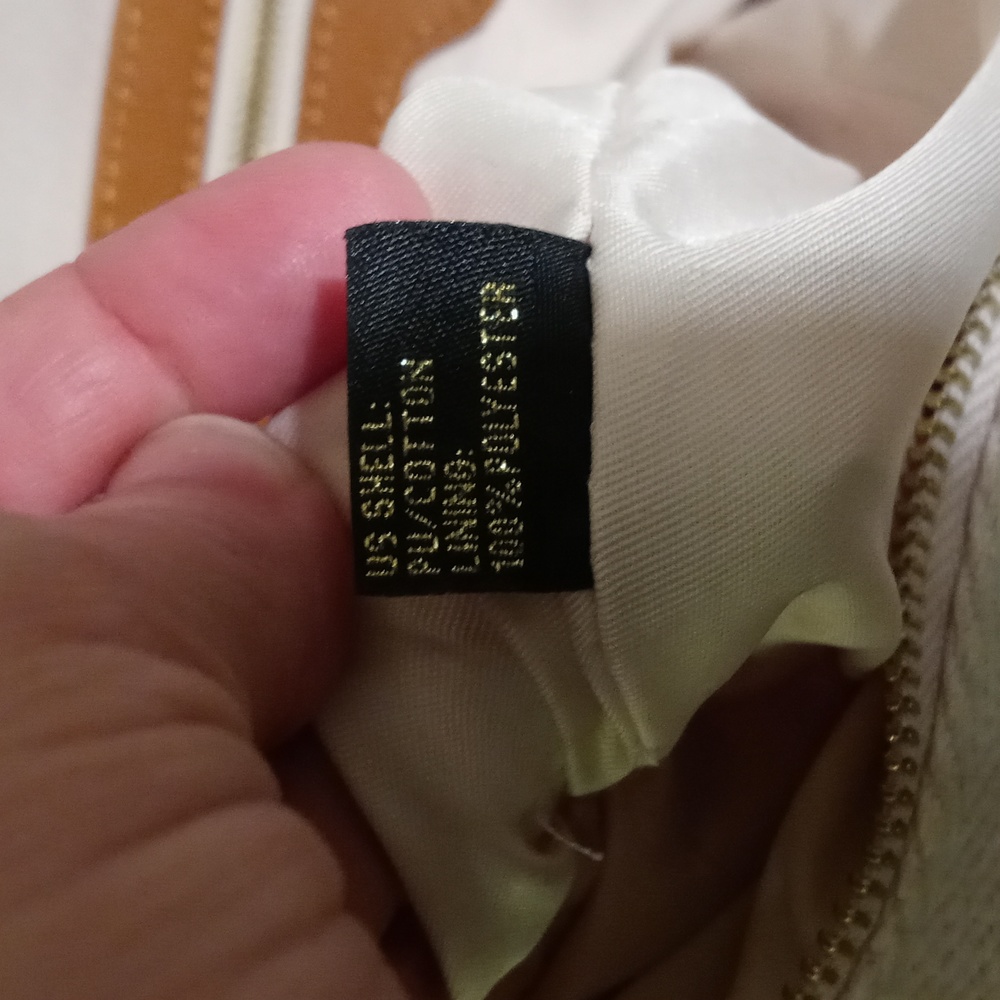 US SHELL:
PU/COTTON
LINING:
100% POLYESTER